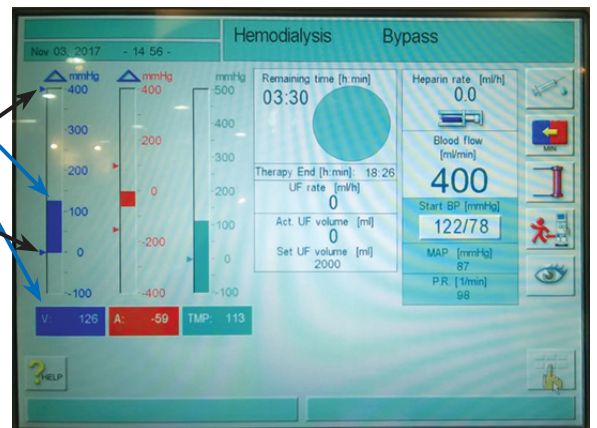 Hemodialysis Bypass
Nov 03, 2017 - 14 56 -
mmHg mmHg mmHg
400 400 500
300 200 400
200 0 300
100 -200 200
0 -400 100
-100 0
-100
V: 126 A: -59 TMP: 113
Remaining time [h:min]
03:30
Therapy End [h:min]: 18:26
UF rate [ml/h]
0
Act. UF volume [ml]
0
Set UF volume [ml]
2000
Heparin rate [ml/h]
0.0
Blood flow
[ml/min]
400
Start BP [mmHg]
122/78
MAP [mmHg]
87
P.R. [1/min]
98
MIN
?HELP